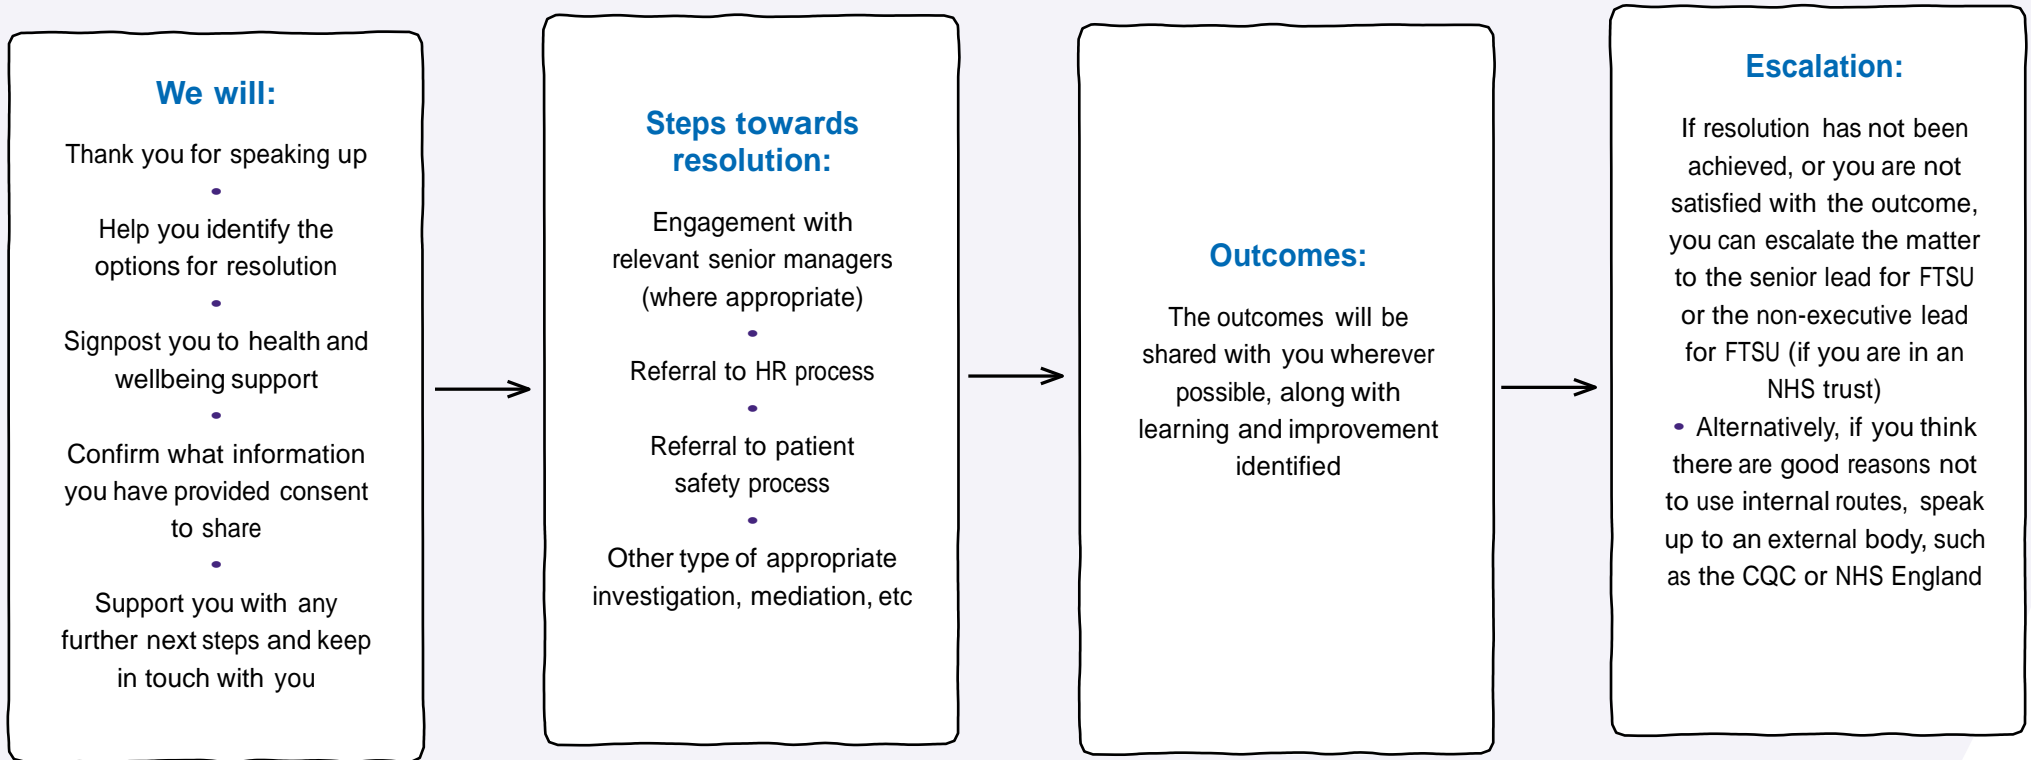 We will:
Thank you for speaking up
•
Help you identify the
options for resolution
•
Signpost you to health and
wellbeing support
•
Confirm what information
you have provided consent
to share
•
Support you with any
further next steps and keep
in touch with you
Steps towards
resolution:
Engagement with
relevant senior managers
(where appropriate)
•
Referral to HR process
•
Referral to patient
safety process
•
Other type of appropriate
investigation, mediation, etc
Outcomes:
The outcomes will be
shared with you wherever
possible, along with
learning and improvement
identified
Escalation:
If resolution has not been
achieved, or you are not
satisfied with the outcome,
you can escalate the matter
to the senior lead for FTSU
or the non-executive lead
for FTSU (if you are in an
NHS trust)
• Alternatively, if you think
there are good reasons not
to use internal routes, speak
up to an external body, such
as the CQC or NHS England